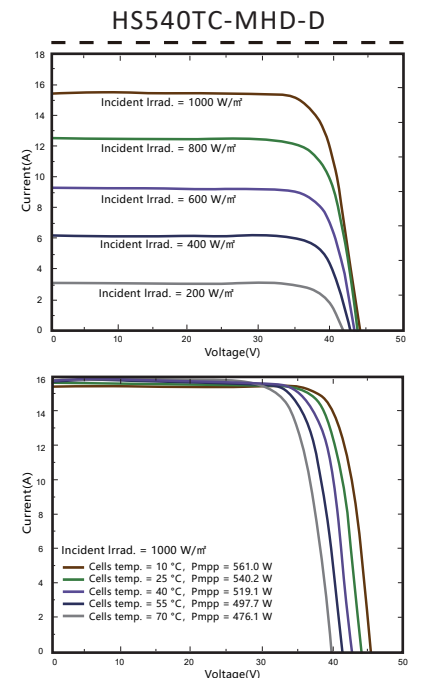 HS540TC-MHD-D
18
16
14
12
10
8
6
4
2
0
Current(A)
Incident Irrad. = 1000 W/㎡
Incident Irrad. = 800 W/㎡
Incident Irrad. = 600 W/㎡
Incident Irrad. = 400 W/㎡
Incident Irrad. = 200 W/㎡
0 10 20 30 40 50
Voltage(V)
16
14
12
10
8
6
4
2
0
Current(A)
Incident Irrad. = 1000 W/㎡
Cells temp. = 10 °C, Pmpp = 561.0 W
Cells temp. = 25 °C, Pmpp = 540.2 W
Cells temp. = 40 °C, Pmpp = 519.1 W
Cells temp. = 55 °C, Pmpp = 497.7 W
Cells temp. = 70 °C, Pmpp = 476.1 W
0 10 20 30 40 50
Voltage(V)